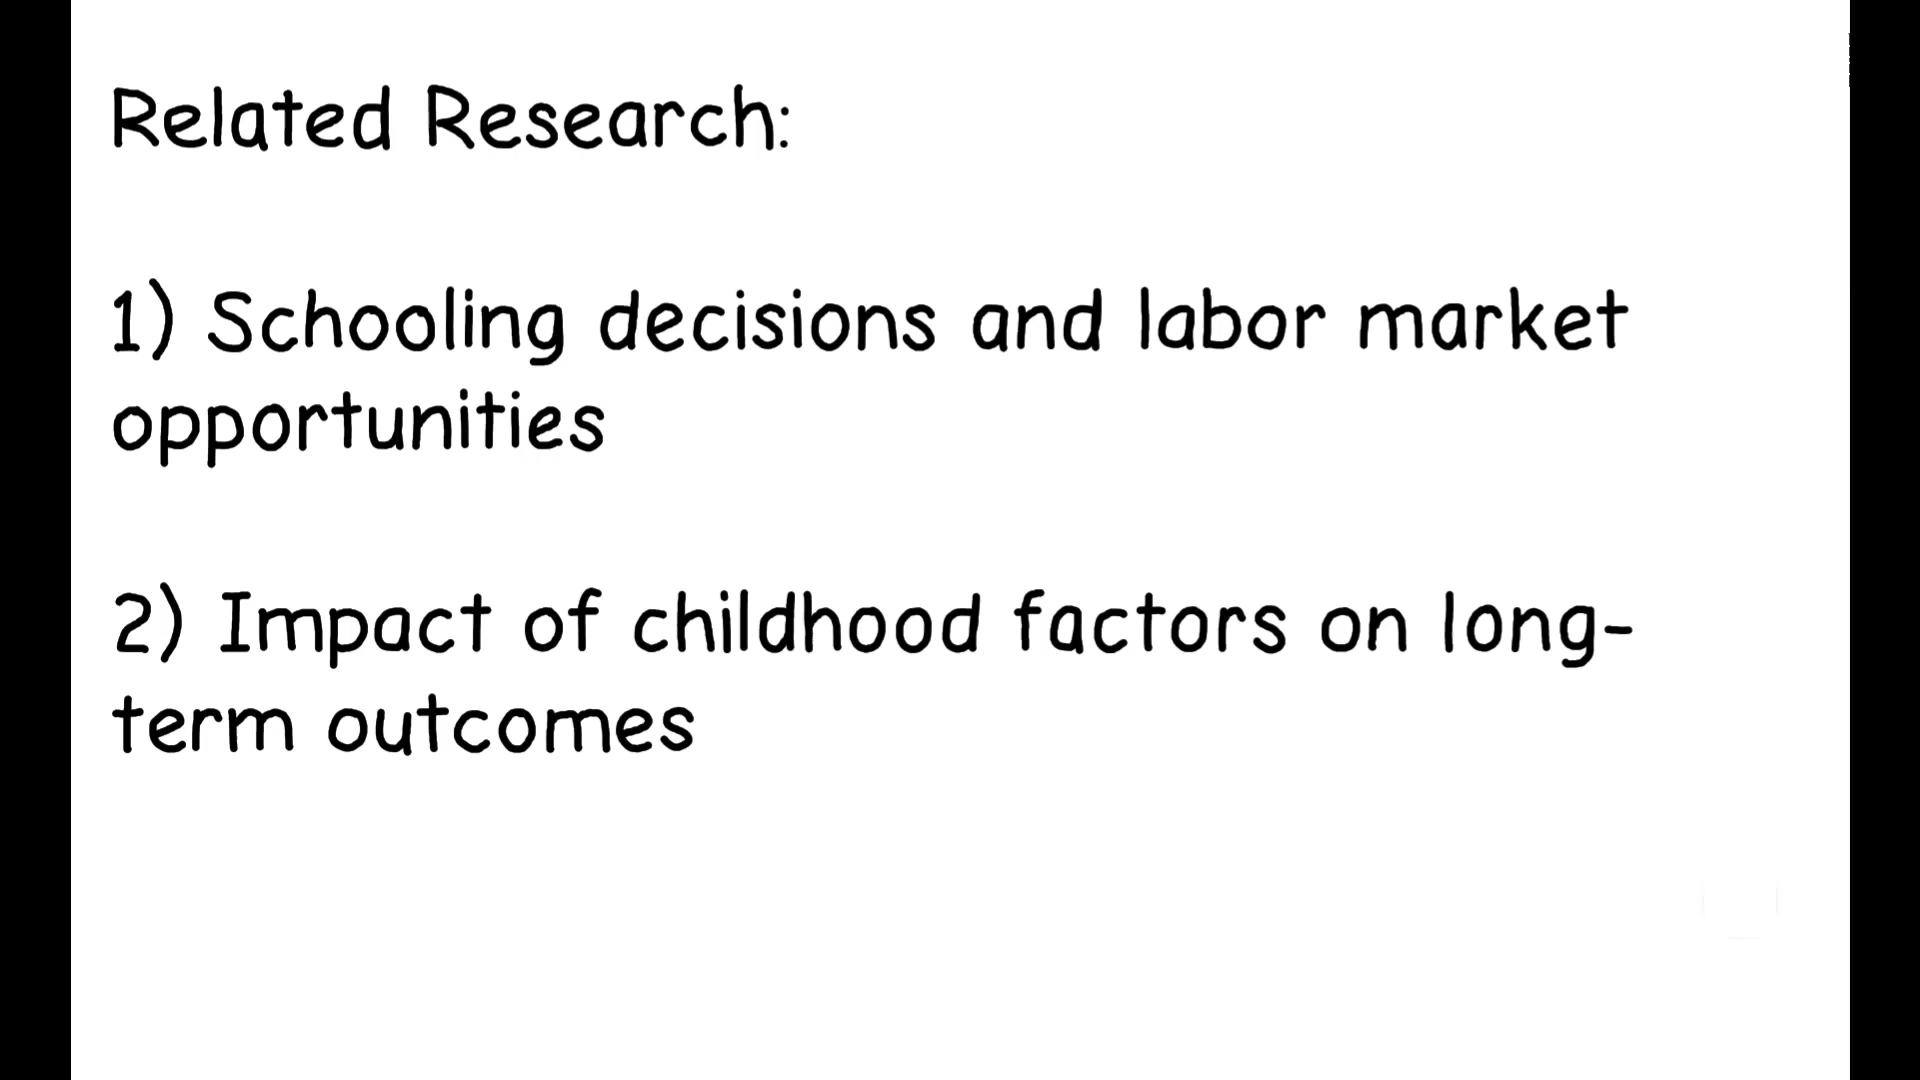 Related Research:
1) Schooling decisions and labor market
opportunities
2) Impact of childhood factors on long-
term outcomes